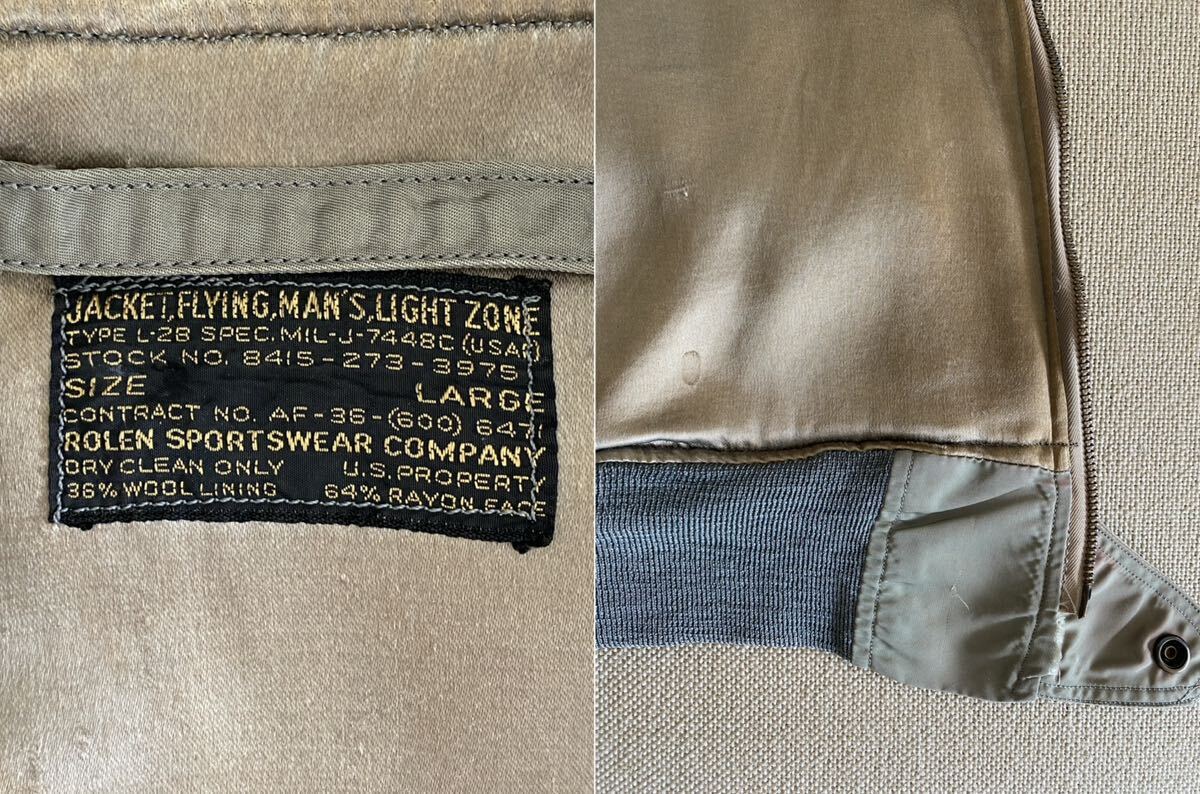 JACKET,FLYING,MAN'S,LIGHT ZONE
TYPE L-2B SPEC.MIL-J-7448C (USAF)
STOCK NO. 8415-273-3975
SIZE LARGE
CONTRACT NO. AF-36-(600) 647
ROLEN SPORTSWEAR COMPANY
DRY CLEAN ONLY U.S.PROPERTY
36% WOOL LINING 64% RAYON FACE